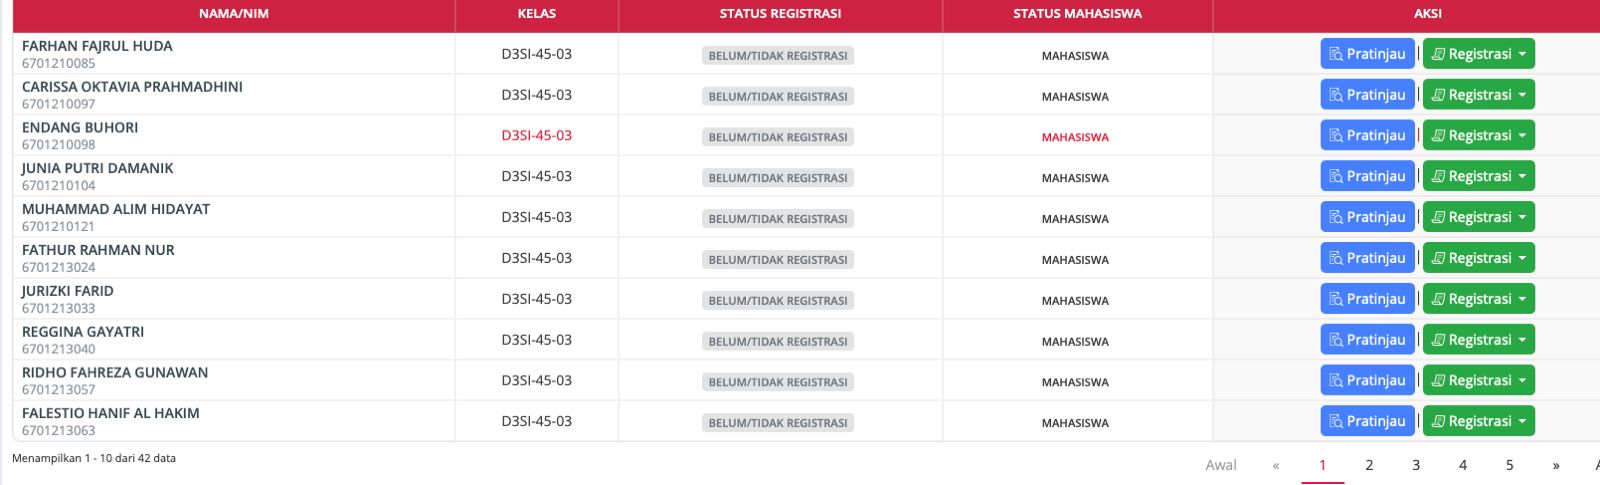 NAMA/NIM KELAS STATUS REGISTRASI STATUS MAHASISWA AKSI
FARHAN FAJRUL HUDA
6701210085
D3SI-45-03 BELUM/TIDAK REGISTRASI MAHASISWA Pratinjau | Registrasi
CARISSA OKTAVIA PRAHMADHINI
6701210097
D3SI-45-03 BELUM/TIDAK REGISTRASI MAHASISWA Pratinjau | Registrasi
ENDANG BUHORI
6701210098
D3SI-45-03 BELUM/TIDAK REGISTRASI MAHASISWA Pratinjau | Registrasi
JUNIA PUTRI DAMANIK
6701210104
D3SI-45-03 BELUM/TIDAK REGISTRASI MAHASISWA Pratinjau | Registrasi
MUHAMMAD ALIM HIDAYAT
6701210121
D3SI-45-03 BELUM/TIDAK REGISTRASI MAHASISWA Pratinjau | Registrasi
FATHUR RAHMAN NUR
6701213024
D3SI-45-03 BELUM/TIDAK REGISTRASI MAHASISWA Pratinjau | Registrasi
JURIZKI FARID
6701213033
D3SI-45-03 BELUM/TIDAK REGISTRASI MAHASISWA Pratinjau | Registrasi
REGGINA GAYATRI
6701213040
D3SI-45-03 BELUM/TIDAK REGISTRASI MAHASISWA Pratinjau | Registrasi
RIDHO FAHREZA GUNAWAN
6701213057
D3SI-45-03 BELUM/TIDAK REGISTRASI MAHASISWA Pratinjau | Registrasi
FALESTIO HANIF AL HAKIM
6701213063
D3SI-45-03 BELUM/TIDAK REGISTRASI MAHASISWA Pratinjau | Registrasi
Menampilkan 1 - 10 dari 42 data
Awal « 1 2 3 4 5 »